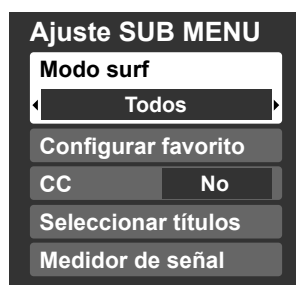 Ajuste SUB MENU
Modo surf
Todos
Configurar favorito
CC No
Seleccionar títulos
Medidor de señal